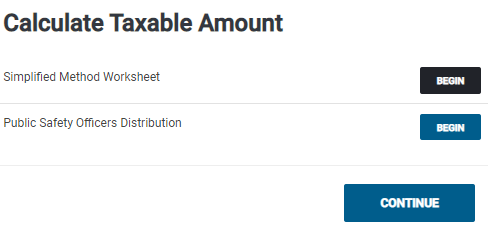 Calculate Taxable Amount
Simplified Method Worksheet
BEGIN
Public Safety Officers Distribution
BEGIN
CONTINUE